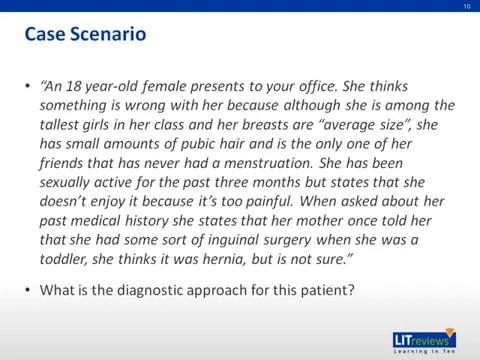 10
Case Scenario
• “An 18 year-old female presents to your office. She thinks
something is wrong with her because although she is among the
tallest girls in her class and her breasts are “average size”, she
has small amounts of pubic hair and is the only one of her
friends that has never had a menstruation. She has been
sexually active for the past three months but states that she
doesn’t enjoy it because it’s too painful. When asked about her
past medical history she states that her mother once told her
that she had some sort of inguinal surgery when she was a
toddler, she thinks it was hernia, but is not sure.”
• What is the diagnostic approach for this patient?
LITreviews
Learning In Ten